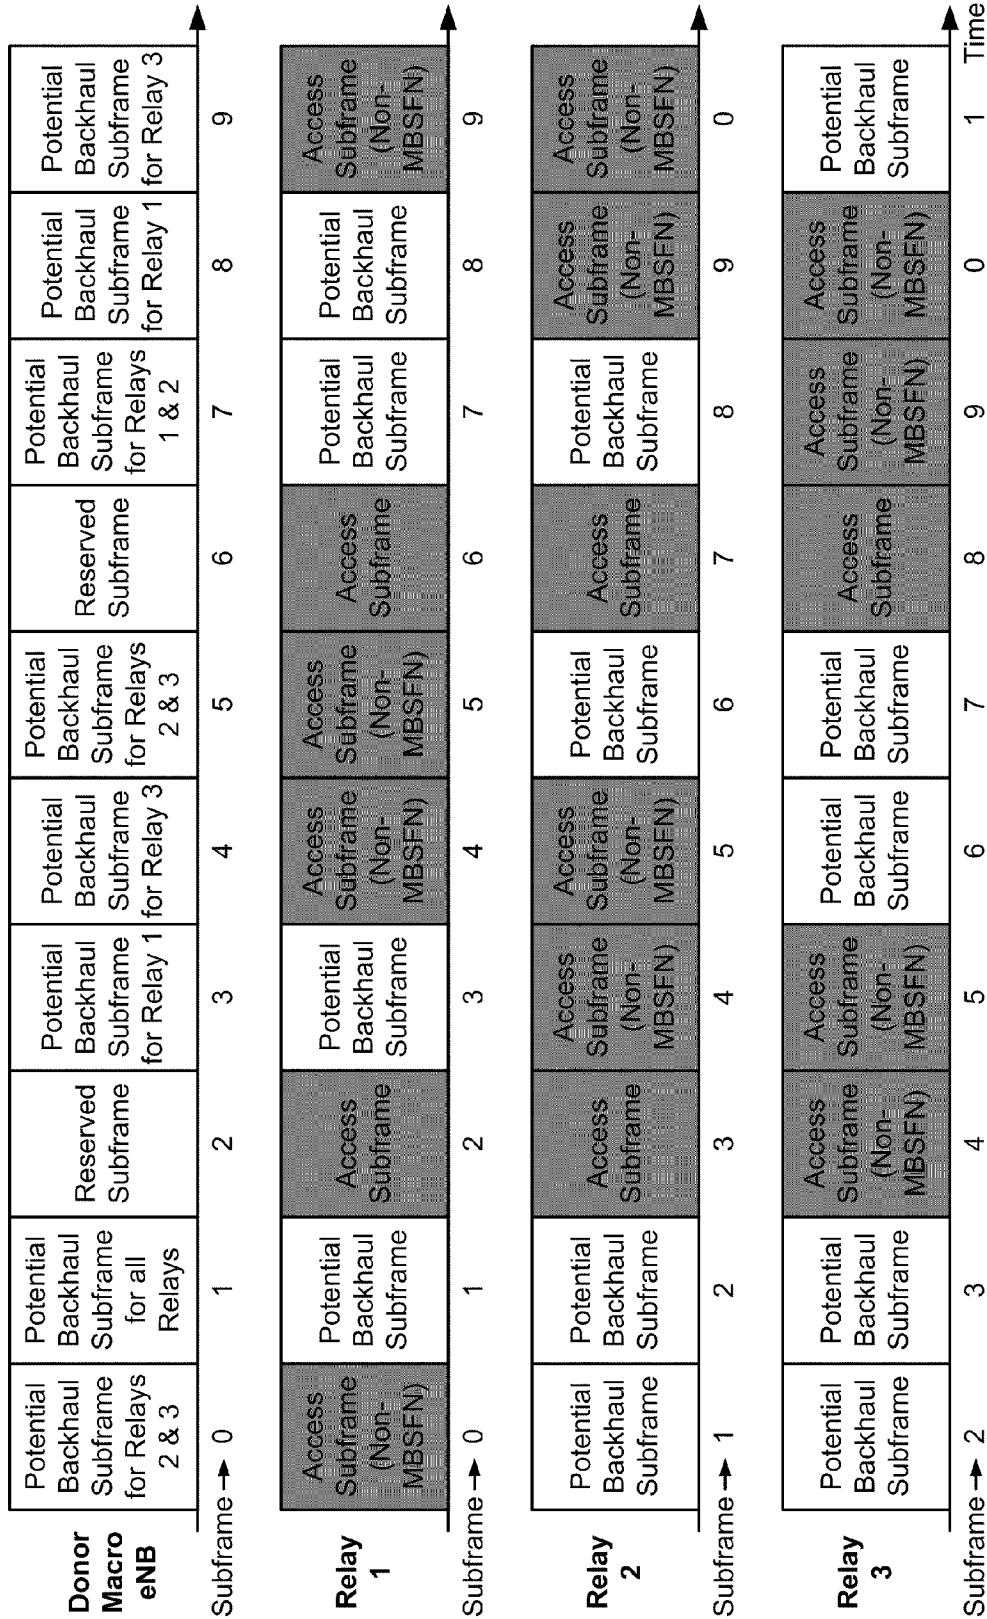 Donor
Macro
eNB
Potential
Backhaul
Subframe
for Relays
2 & 3
Potential
Backhaul
Subframe
for all
Relays
Reserved
Subframe
Potential
Backhaul
Subframe
for Relay 1
Potential
Backhaul
Subframe
for Relay 3
Potential
Backhaul
Subframe
for Relays
2 & 3
Reserved
Subframe
Potential
Backhaul
Subframe
for Relays
1 & 2
Potential
Backhaul
Subframe
for Relay 1
Potential
Backhaul
Subframe
for Relay 3
Subframe 0 1 2 3 4 5 6 7 8 9
Relay
1
Access
Subframe
(Non-
MBSFN)
Potential
Backhaul
Subframe
Access
Subframe
Potential
Backhaul
Subframe
Access
Subframe
(Non-
MBSFN)
Access
Subframe
(Non-
MBSFN)
Access
Subframe
Potential
Backhaul
Subframe
Potential
Backhaul
Subframe
Access
Subframe
(Non-
MBSFN)
Subframe 0 1 2 3 4 5 6 7 8 9
Relay
2
Potential
Backhaul
Subframe
Potential
Backhaul
Subframe
Access
Subframe
Access
Subframe
(Non-
MBSFN)
Access
Subframe
(Non-
MBSFN)
Potential
Backhaul
Subframe
Access
Subframe
Potential
Backhaul
Subframe
Access
Subframe
(Non-
MBSFN)
Access
Subframe
(Non-
MBSFN)
Subframe 1 2 3 4 5 6 7 8 9 0
Relay
3
Potential
Backhaul
Subframe
Potential
Backhaul
Subframe
Access
Subframe
(Non-
MBSFN)
Access
Subframe
(Non-
MBSFN)
Potential
Backhaul
Subframe
Potential
Backhaul
Subframe
Access
Subframe
Access
Subframe
(Non-
MBSFN)
Access
Subframe
(Non-
MBSFN)
Potential
Backhaul
Subframe
Subframe 2 3 4 5 6 7 8 9 0 1 Time